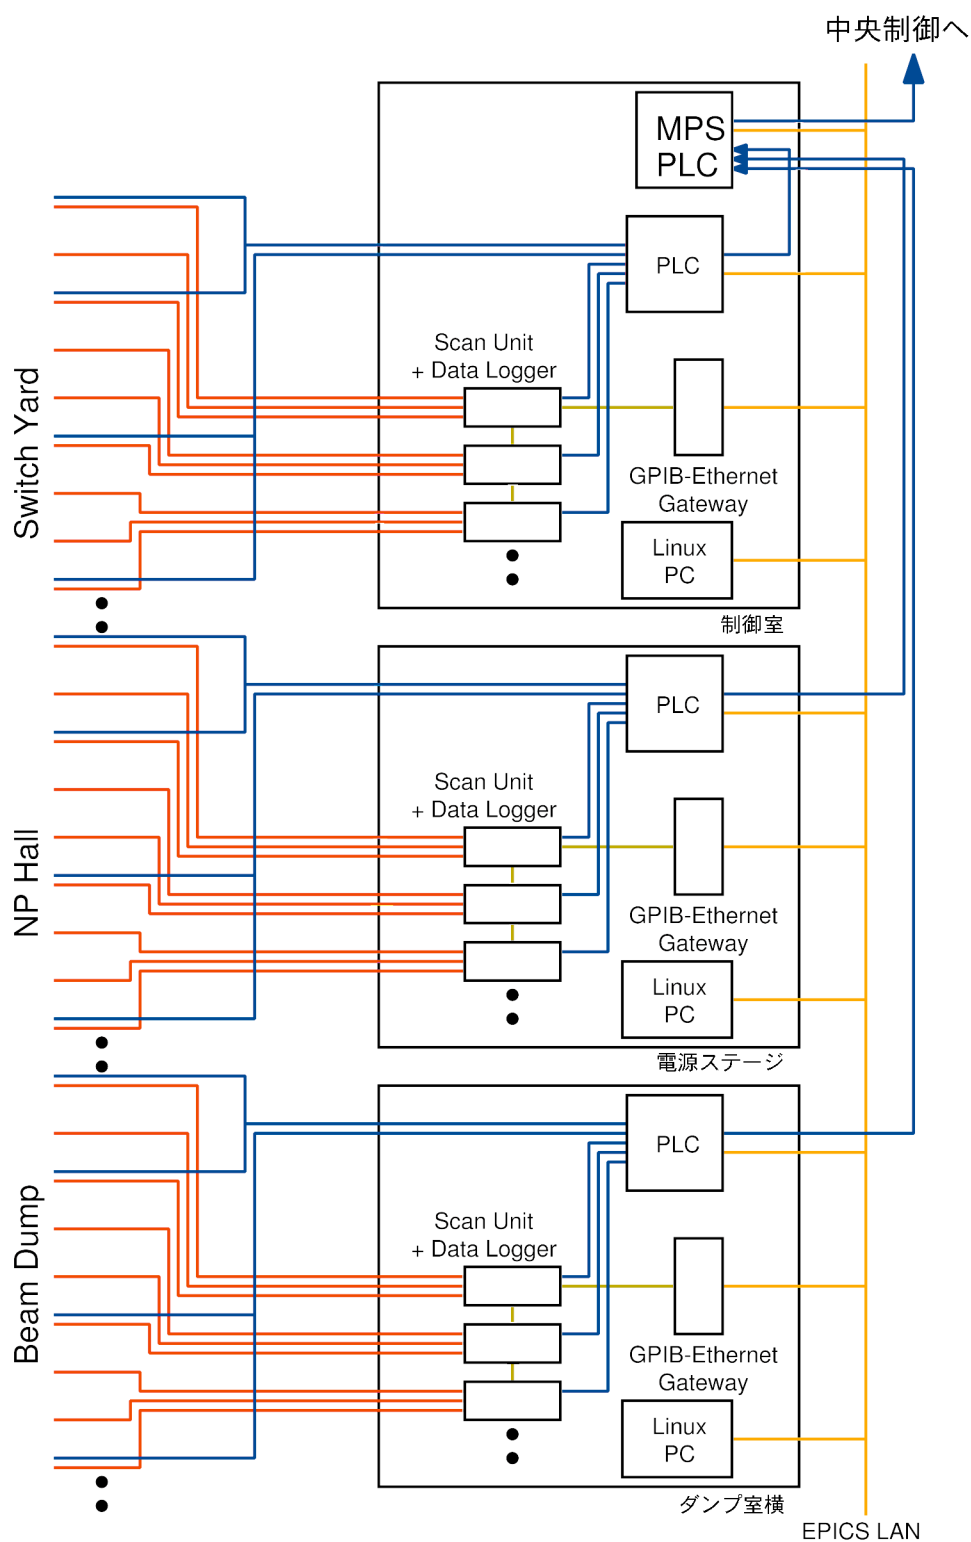 中央制御へ
MPS
PLC
PLC
Scan Unit
+ Data Logger
Switch Yard
GPIB-Ethernet
Gateway
Linux
PC
制御室
PLC
Scan Unit
+ Data Logger
NP Hall
GPIB-Ethernet
Gateway
Linux
PC
電源ステージ
PLC
Scan Unit
+ Data Logger
Beam Dump
GPIB-Ethernet
Gateway
Linux
PC
ダンプ室横
EPICS LAN